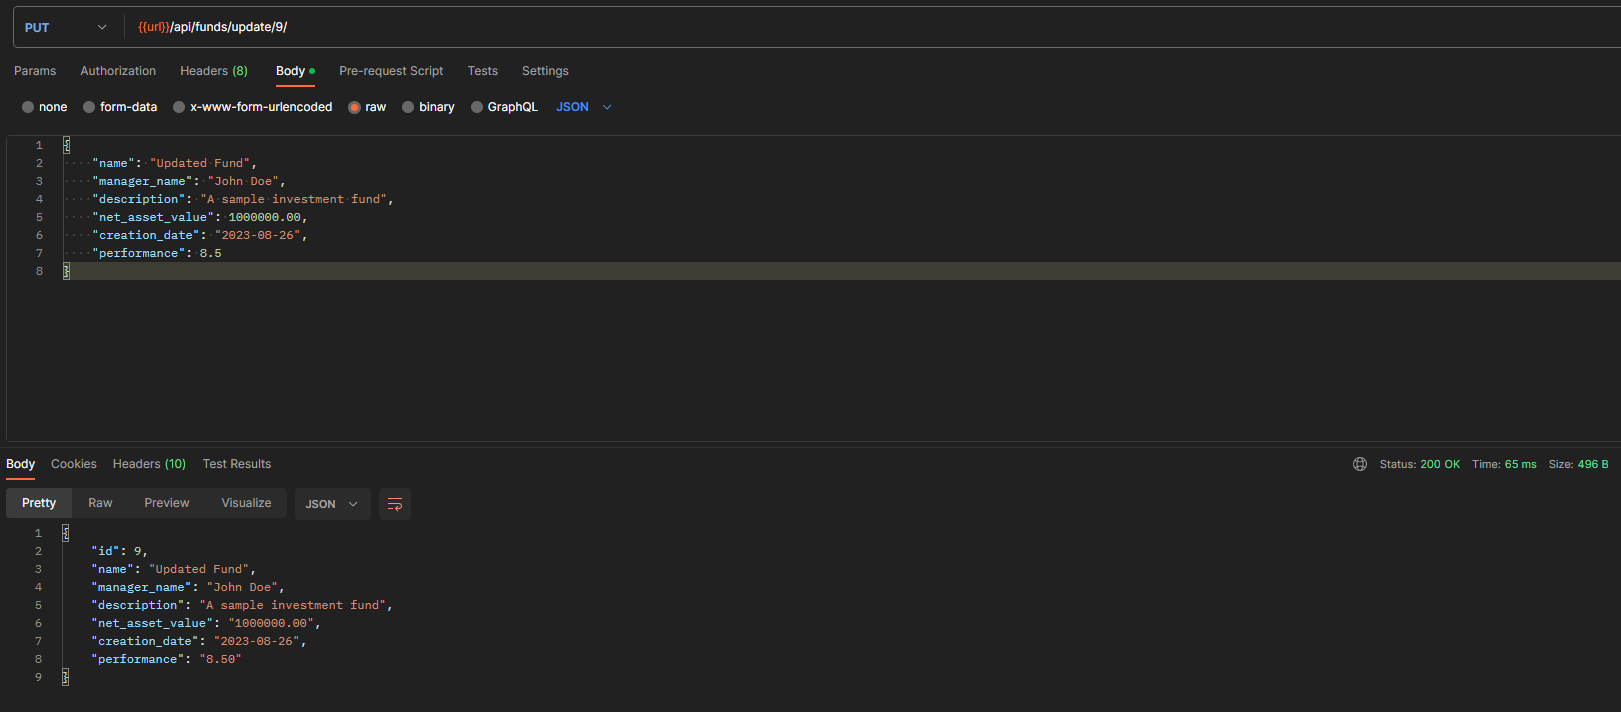 PUT {{url}}/api/funds/update/9/
Params Authorization Headers (8) Body Pre-request Script Tests Settings
none form-data x-www-form-urlencoded raw binary GraphQL JSON
1 {
2 ····"name":·"Updated·Fund",
3 ····"manager_name":·"John·Doe",
4 ····"description":·"A·sample·investment·fund",
5 ····"net_asset_value":·1000000.00,
6 ····"creation_date":·"2023-08-26",
7 ····"performance":·8.5
8 }
Body Cookies Headers (10) Test Results Status: 200 OK Time: 65 ms Size: 496 B
Pretty Raw Preview Visualize JSON
1 {
2     "id": 9,
3     "name": "Updated Fund",
4     "manager_name": "John Doe",
5     "description": "A sample investment fund",
6     "net_asset_value": "1000000.00",
7     "creation_date": "2023-08-26",
8     "performance": "8.50"
9 }